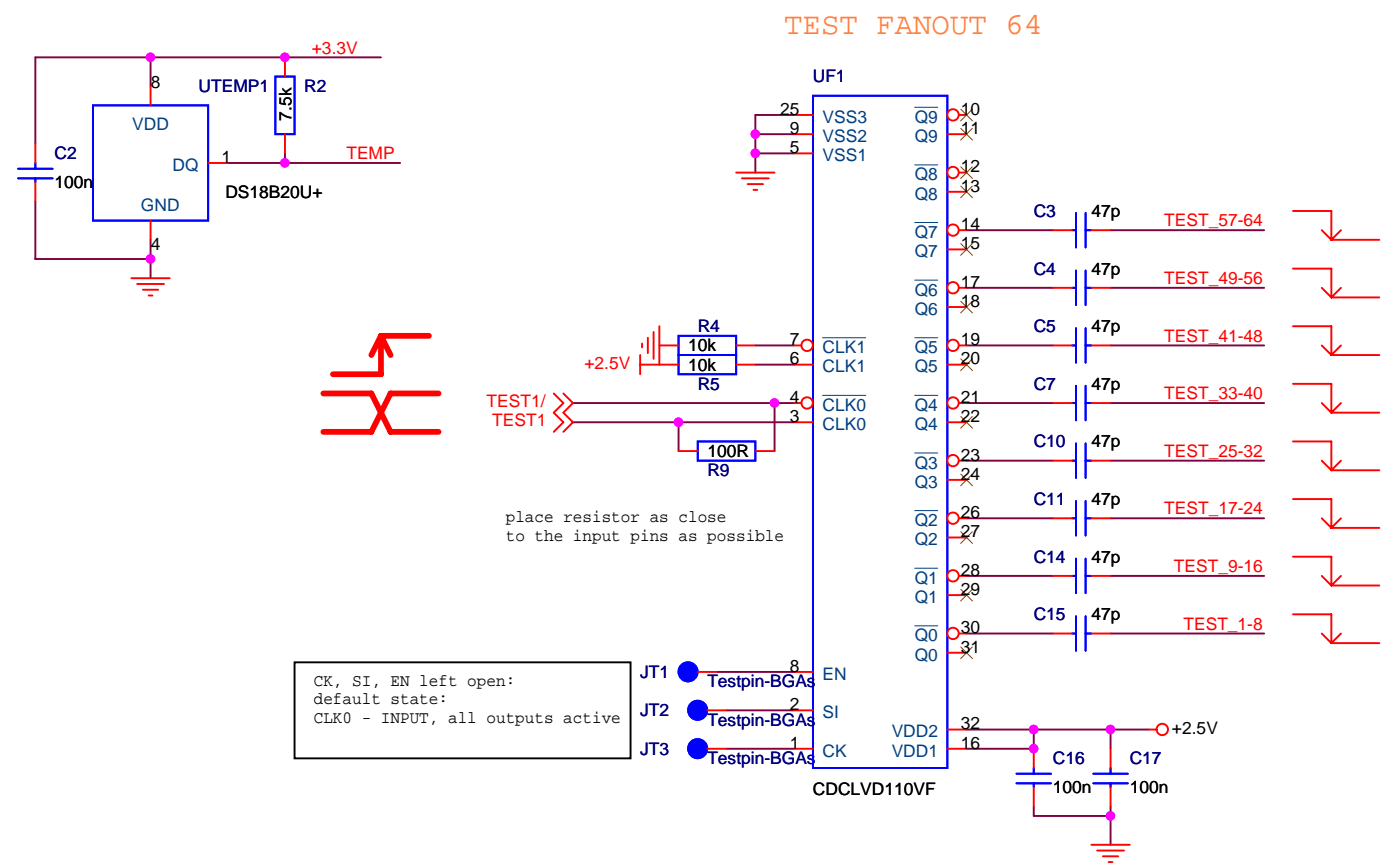 TEST FANOUT 64
+3.3V
8
UTEMP1
R2
7.5k
VDD
C2
100n
DQ
1
TEMP
DS18B20U+
GND
4
UF1
25
VSS3
9
VSS2
5
VSS1
Q9
10
Q9
11
Q8
12
Q8
13
Q7
14
C3
47p
TEST_57-64
Q7
15
Q6
17
C4
47p
TEST_49-56
Q6
18
R4
+2.5V
10k
7
CLK1
10k
6
CLK1
R5
Q5
19
C5
47p
TEST_41-48
Q5
20
TEST1/
4
CLK0
TEST1
3
CLK0
100R
R9
Q4
21
C7
47p
TEST_33-40
Q4
22
Q3
23
C10
47p
TEST_25-32
Q3
24
place resistor as close
to the input pins as possible
Q2
26
C11
47p
TEST_17-24
Q2
27
Q1
28
C14
47p
TEST_9-16
Q1
29
Q0
30
C15
47p
TEST_1-8
Q0
31
CK, SI, EN left open:
default state:
CLK0 - INPUT, all outputs active
JT1
8
EN
Testpin-BGAs
JT2
2
SI
Testpin-BGAs
JT3
1
CK
Testpin-BGAs
VDD2
32
+2.5V
VDD1
16
C16
100n
C17
100n
CDCLVD110VF